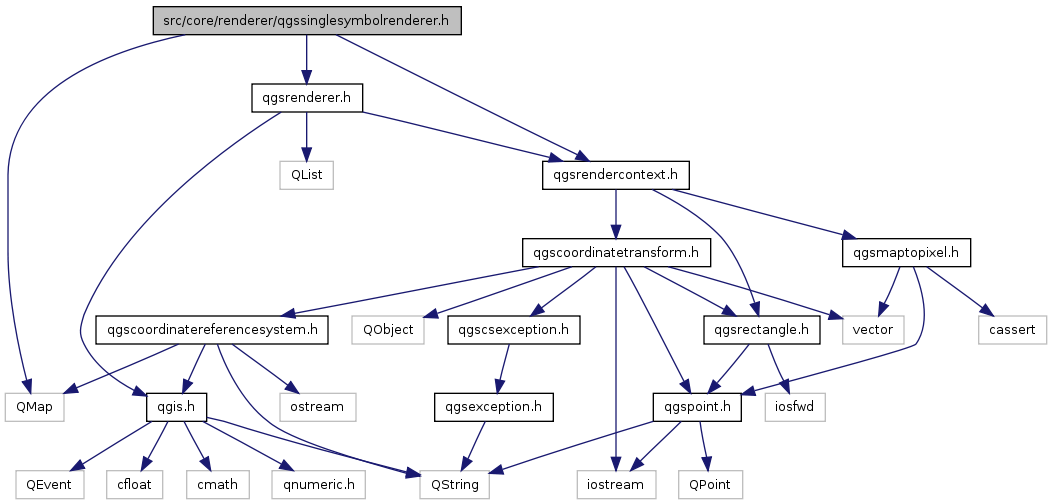 src/core/renderer/qgssinglesymbolrenderer.h
qgsrenderer.h
QList
qgsrendercontext.h
qgscoordinatetransform.h
qgsmaptopixel.h
qgscoordinatereferencesystem.h
QObject
qgscsexception.h
qgsrectangle.h
vector
cassert
QMap
qgis.h
ostream
qgsexception.h
qgspoint.h
iosfwd
QEvent
cfloat
cmath
qnumeric.h
QString
iostream
QPoint